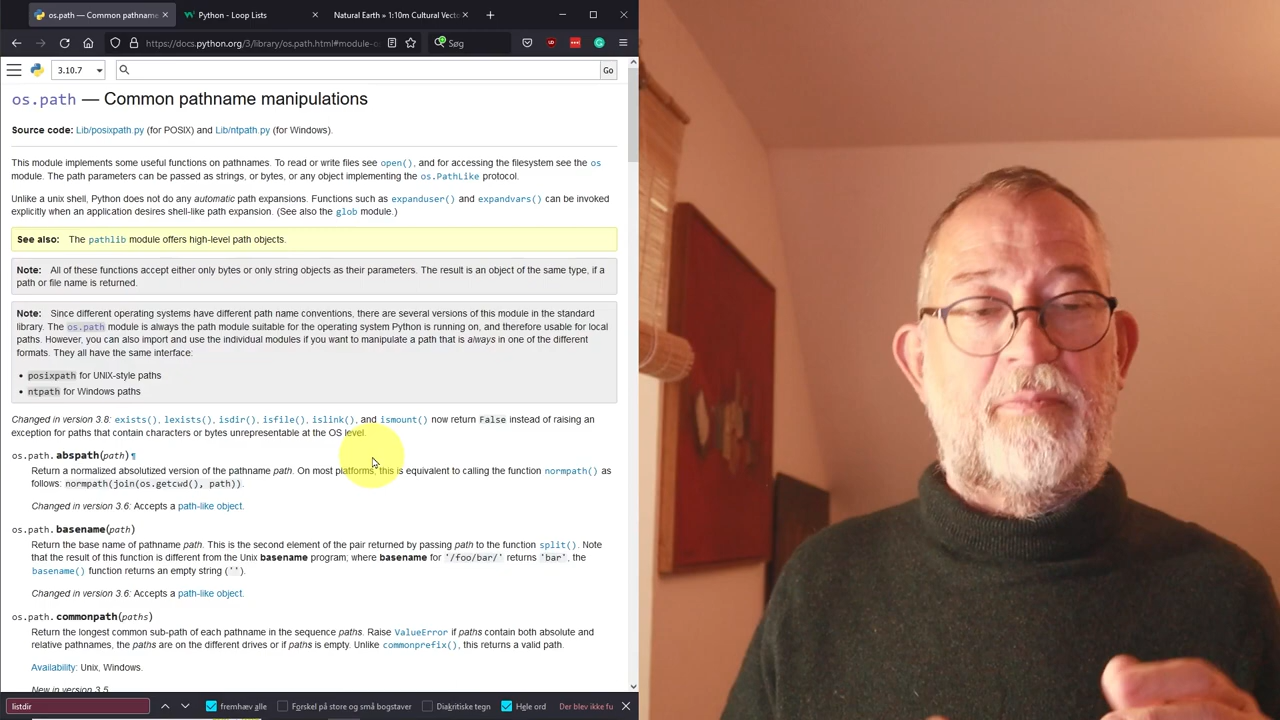 os.path — Common pathname
Python - Loop Lists
Natural Earth » 1:10m Cultural Vect
https://docs.python.org/3/library/os.path.html#module-o
Søg
3.10.7
Go
os.path — Common pathname manipulations
Source code: Lib/posixpath.py (for POSIX) and Lib/ntpath.py (for Windows).
This module implements some useful functions on pathnames. To read or write files see open(), and for accessing the filesystem see the os
module. The path parameters can be passed as strings, or bytes, or any object implementing the os.PathLike protocol.
Unlike a unix shell, Python does not do any automatic path expansions. Functions such as expanduser() and expandvars() can be invoked
explicitly when an application desires shell-like path expansion. (See also the glob module.)
See also: The pathlib module offers high-level path objects.
Note: All of these functions accept either only bytes or only string objects as their parameters. The result is an object of the same type, if a
path or file name is returned.
Note: Since different operating systems have different path name conventions, there are several versions of this module in the standard
library. The os.path module is always the path module suitable for the operating system Python is running on, and therefore usable for local
paths. However, you can also import and use the individual modules if you want to manipulate a path that is always in one of the different
formats. They all have the same interface:
• posixpath for UNIX-style paths
• ntpath for Windows paths
Changed in version 3.8: exists(), lexists(), isdir(), isfile(), islink(), and ismount() now return False instead of raising an
exception for paths that contain characters or bytes unrepresentable at the OS level.
os.path.abspath(path)¶
Return a normalized absolutized version of the pathname path. On most platforms, this is equivalent to calling the function normpath() as
follows: normpath(join(os.getcwd(), path)).
Changed in version 3.6: Accepts a path-like object.
os.path.basename(path)
Return the base name of pathname path. This is the second element of the pair returned by passing path to the function split(). Note
that the result of this function is different from the Unix basename program; where basename for '/foo/bar/' returns 'bar', the
basename() function returns an empty string ('').
Changed in version 3.6: Accepts a path-like object.
os.path.commonpath(paths)
Return the longest common sub-path of each pathname in the sequence paths. Raise ValueError if paths contain both absolute and
relative pathnames, the paths are on the different drives or if paths is empty. Unlike commonprefix(), this returns a valid path.
Availability: Unix, Windows.
New in version 3.5.
listdir
fremhæv alle
Forskel på store og små bogstaver
Diakritiske tegn
Hele ord
Der blev ikke fu